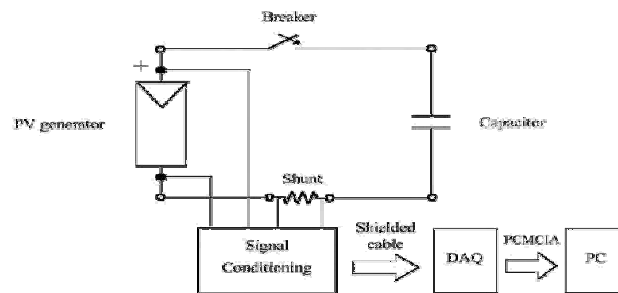 Breaker
+
PV generator
Capacitor
Shunt
Signal
Conditioning
Shielded
cable
DAQ
PCMCIA
PC